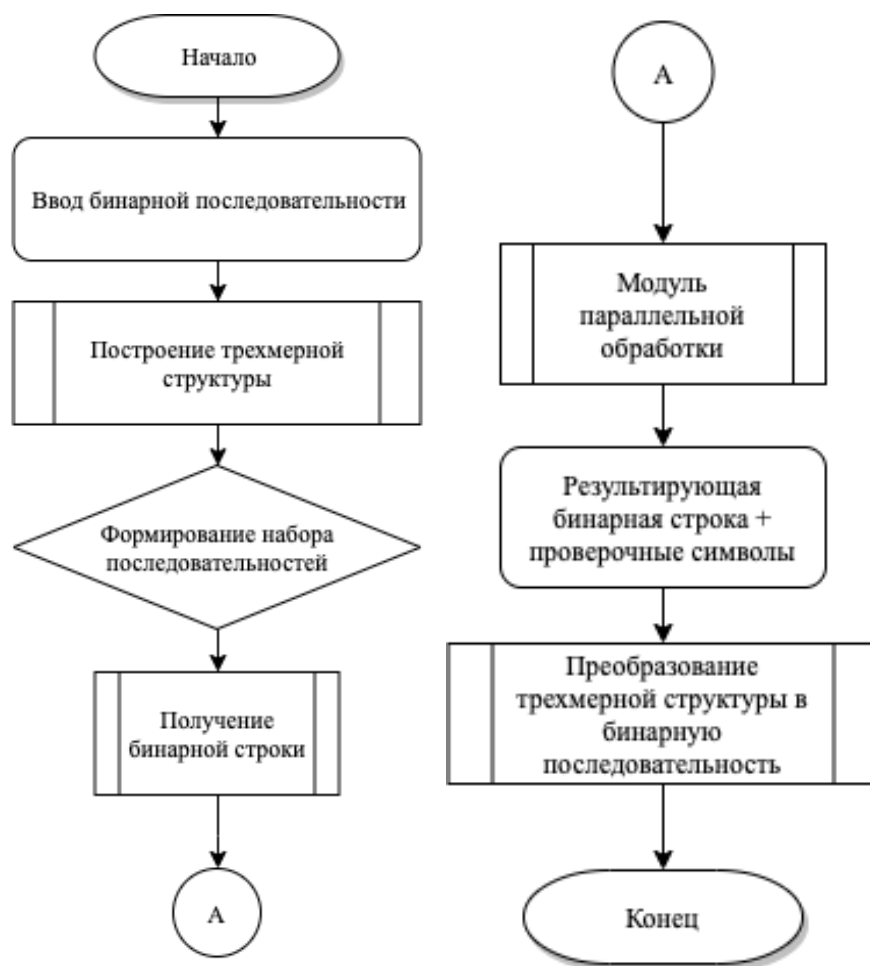 Начало
Ввод бинарной последовательности
Построение трехмерной
структуры
Формирование набора
последовательностей
Получение
бинарной строки
А
А
Модуль
параллельной
обработки
Результирующая
бинарная строка +
проверочные символы
Преобразование
трехмерной структуры в
бинарную
последовательность
Конец